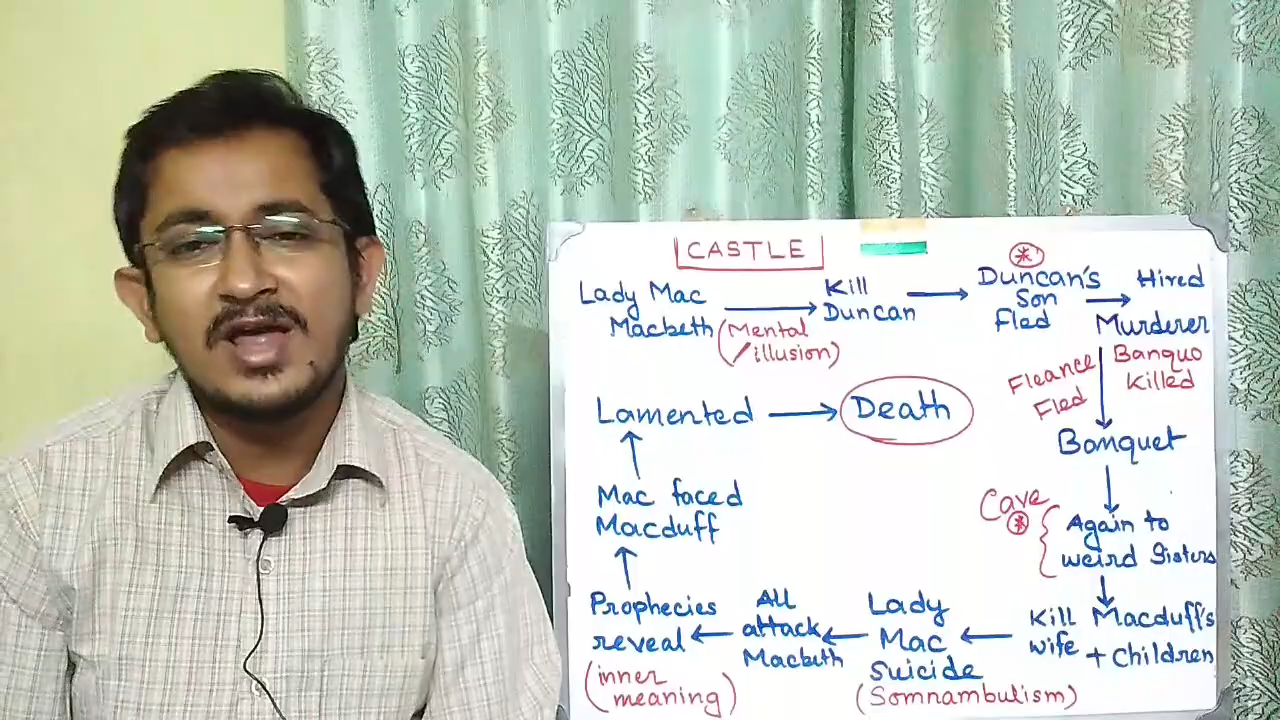 CASTLE
Lady Mac
Macbeth
(Mental
illusion)
Kill
Duncan
Duncan's
Son
Fled
Hired
Murderer
Banquo
Killed
Fleance
Fled
Banquet
Cave
Again to
weird Sisters
Kill Macduff's
wife + Children
Lady
Mac
Suicide
(Somnambulism)
All
attack
Macbeth
Prophecies
reveal
(inner
meaning)
Mac faced
Macduff
Lamented
Death